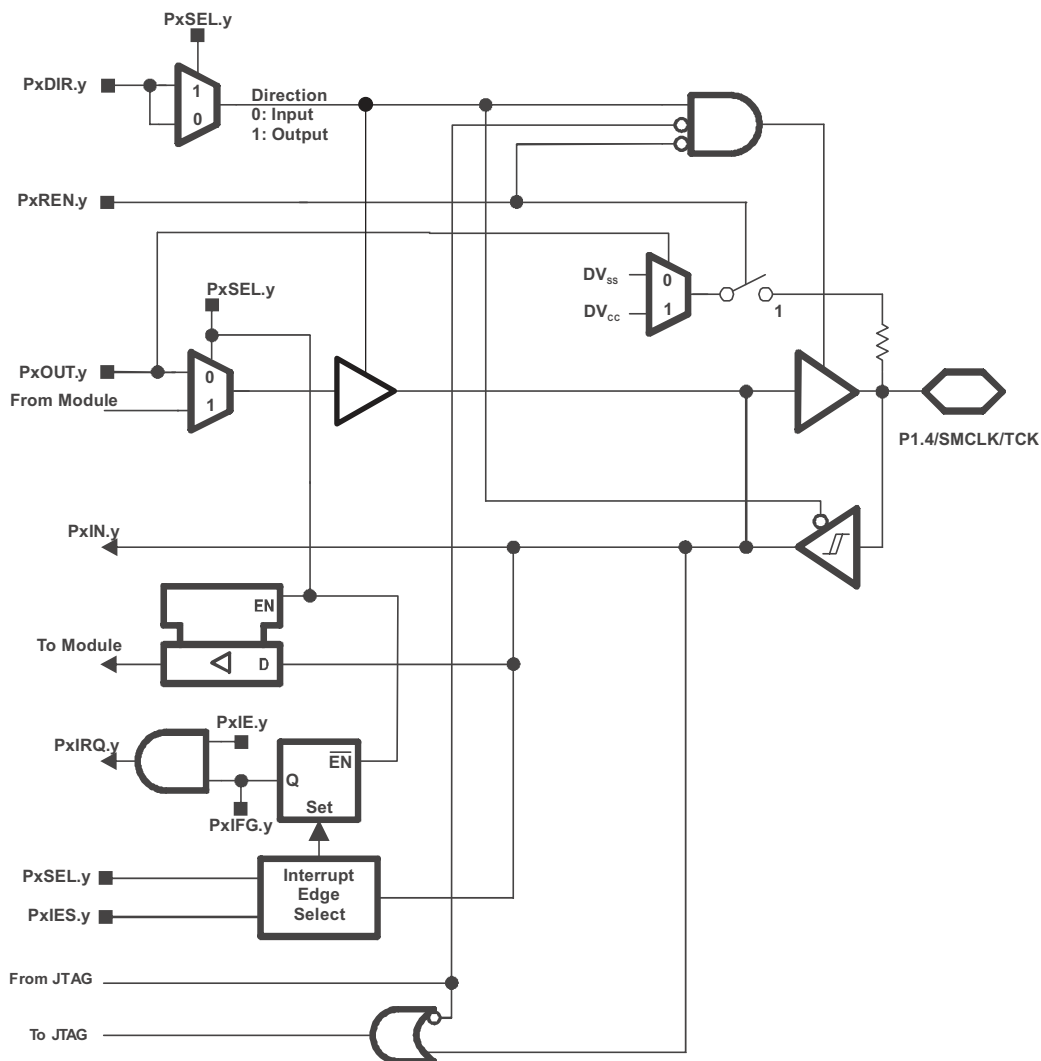 PxSEL.y
PxDIR.y
1
0
Direction
0: Input
1: Output
PxREN.y
DVSS
0
DVCC
1
1
PxSEL.y
PxOUT.y
0
From Module
1
P1.4/SMCLK/TCK
PxIN.y
EN
To Module
D
PxIE.y
PxIRQ.y
EN
Q
Set
PxIFG.y
PxSEL.y
Interrupt
Edge
Select
PxIES.y
From JTAG
To JTAG